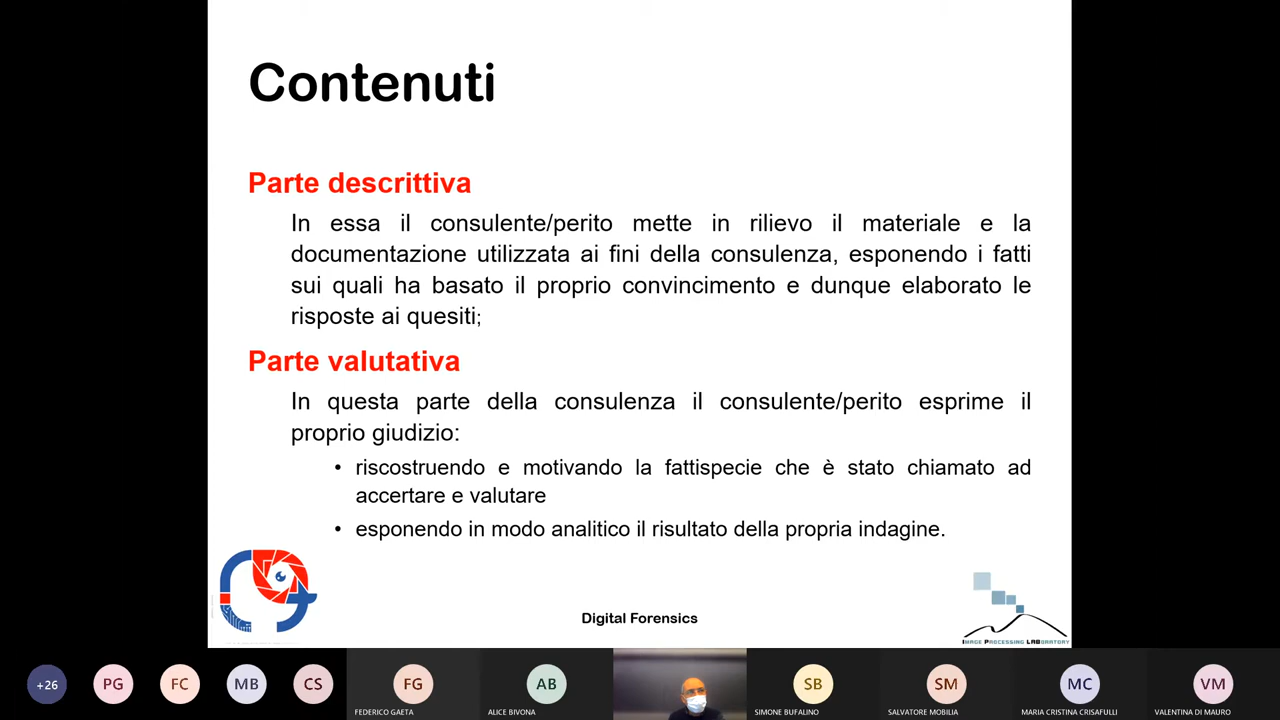 Contenuti
Parte descrittiva
In essa il consulente/perito mette in rilievo il materiale e la
documentazione utilizzata ai fini della consulenza, esponendo i fatti
sui quali ha basato il proprio convincimento e dunque elaborato le
risposte ai quesiti;
Parte valutativa
In questa parte della consulenza il consulente/perito esprime il
proprio giudizio:
• riscostruendo e motivando la fattispecie che è stato chiamato ad
accertare e valutare
• esponendo in modo analitico il risultato della propria indagine.
Digital Forensics
IMAGE PROCESSING LABORATORY
+26
PG
FC
MB
CS
FG
AB
SB
SM
MC
VM
FEDERICO GAETA
ALICE BIVONA
SIMONE BUFALINO
SALVATORE MOBILIA
MARIA CRISTINA CRISAFULLI
VALENTINA DI MAURO